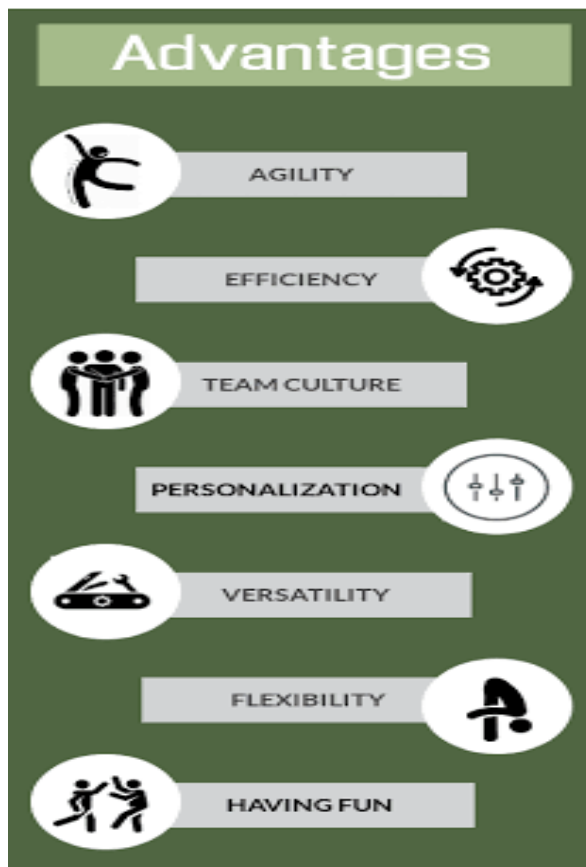 Advantages
AGILITY
EFFICIENCY
TEAM CULTURE
PERSONALIZATION
VERSATILITY
FLEXIBILITY
HAVING FUN